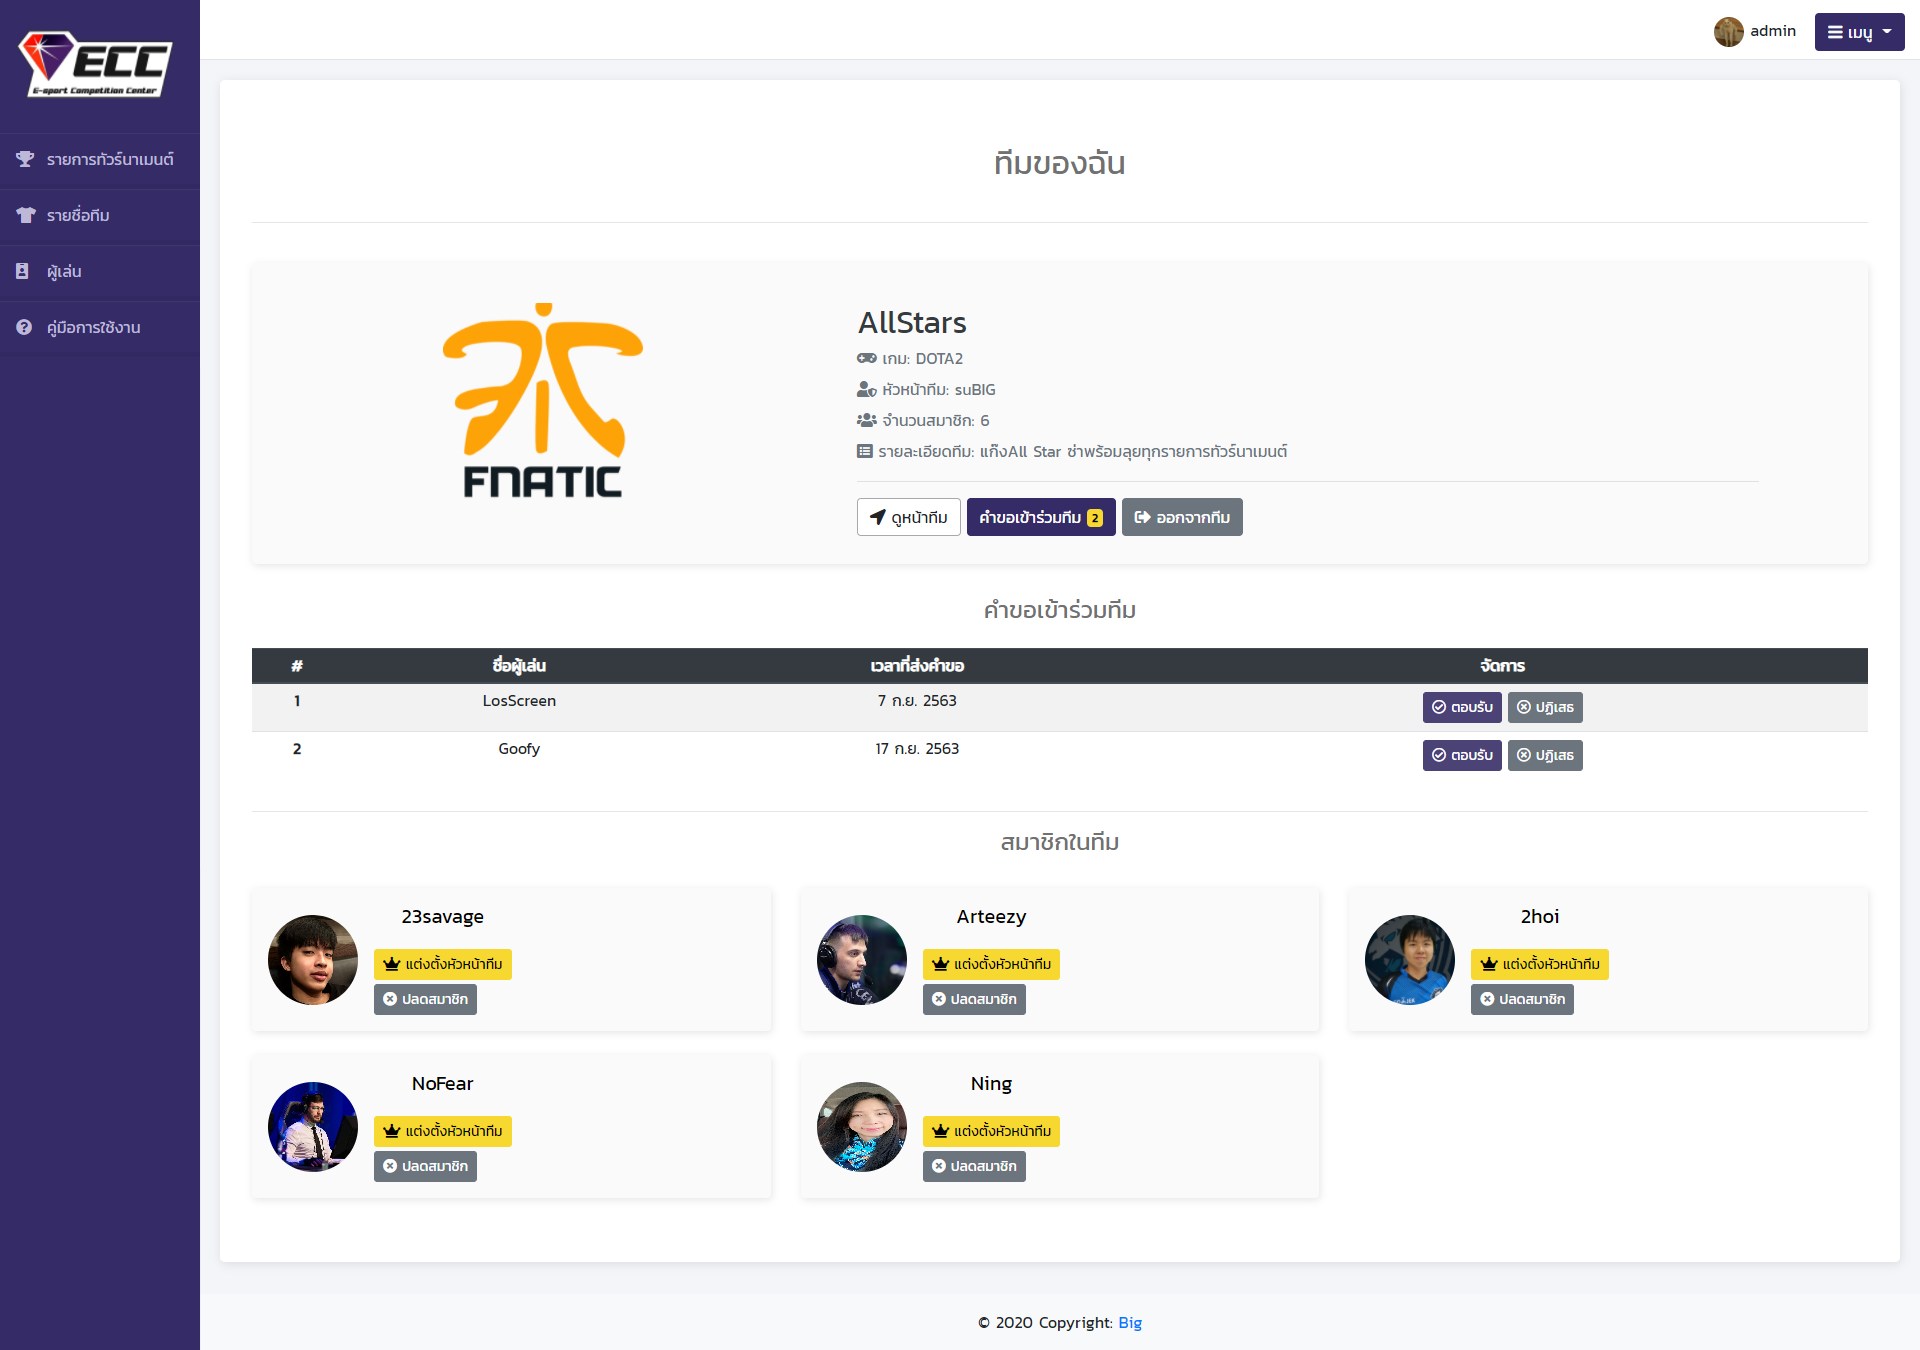 ECC
E-sport Competition Center
รายการทัวร์นาเมนต์
รายชื่อทีม
ผู้เล่น
คู่มือการใช้งาน
admin
เมนู
ทีมของฉัน
FNATIC
AllStars
เกม: DOTA2
หัวหน้าทีม: suBIG
จำนวนสมาชิก: 6
รายละเอียดทีม: แก๊งAll Star ซ่าพร้อมลุยทุกรายการทัวร์นาเมนต์
ดูหน้าทีม คำขอเข้าร่วมทีม 2 ออกจากทีม
คำขอเข้าร่วมทีม
# ชื่อผู้เล่น เวลาที่ส่งคำขอ จัดการ
1 LosScreen 7 ก.ย. 2563 ตอบรับ ปฏิเสธ
2 Goofy 17 ก.ย. 2563 ตอบรับ ปฏิเสธ
สมาชิกในทีม
23savage
แต่งตั้งหัวหน้าทีม
ปลดสมาชิก
Arteezy
แต่งตั้งหัวหน้าทีม
ปลดสมาชิก
2hoi
แต่งตั้งหัวหน้าทีม
ปลดสมาชิก
NoFear
แต่งตั้งหัวหน้าทีม
ปลดสมาชิก
Ning
แต่งตั้งหัวหน้าทีม
ปลดสมาชิก
© 2020 Copyright: Big